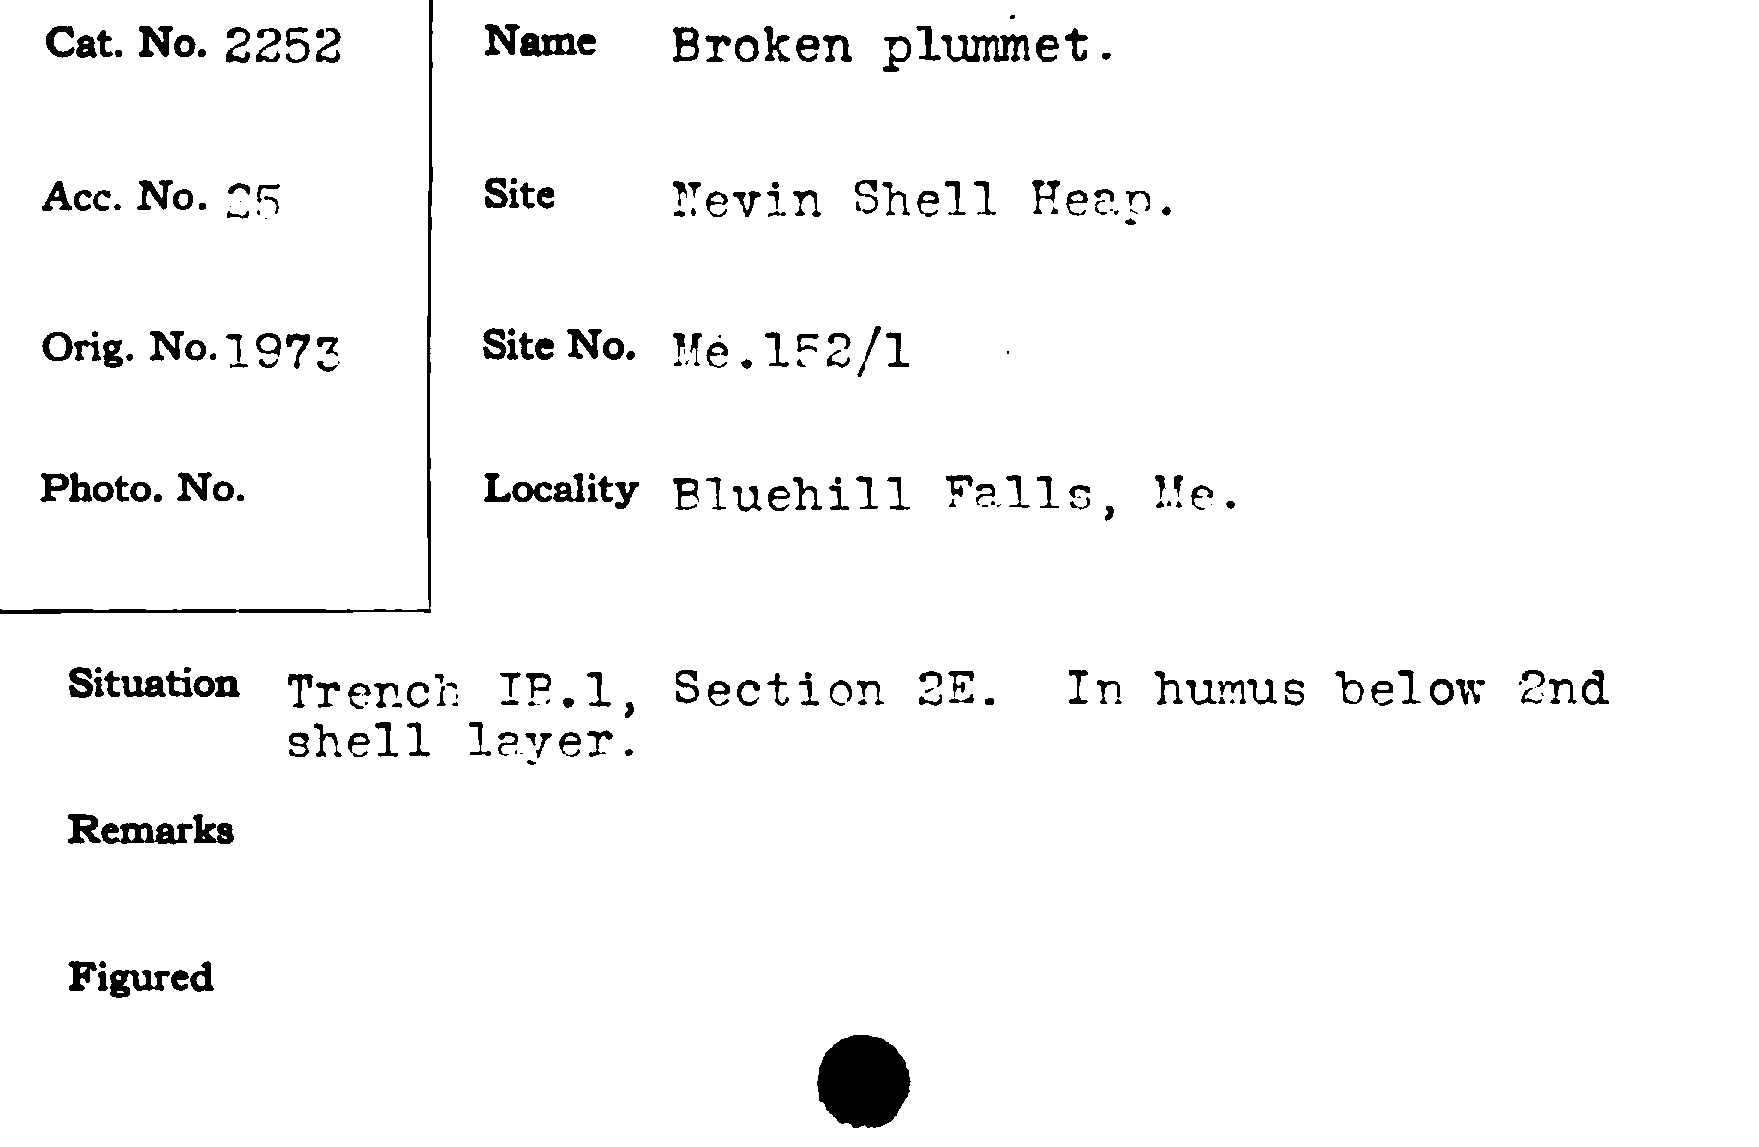 Cat. No. 2252
Name Broken plummet.
Acc. No. 25
Site Nevin Shell Heap.
Orig. No. 1973
Site No. Me.152/1
Photo. No.
Locality Bluehill Falls, Me.
Situation Trench IB.1, Section 2E. In humus below 2nd
shell layer.
Remarks
Figured